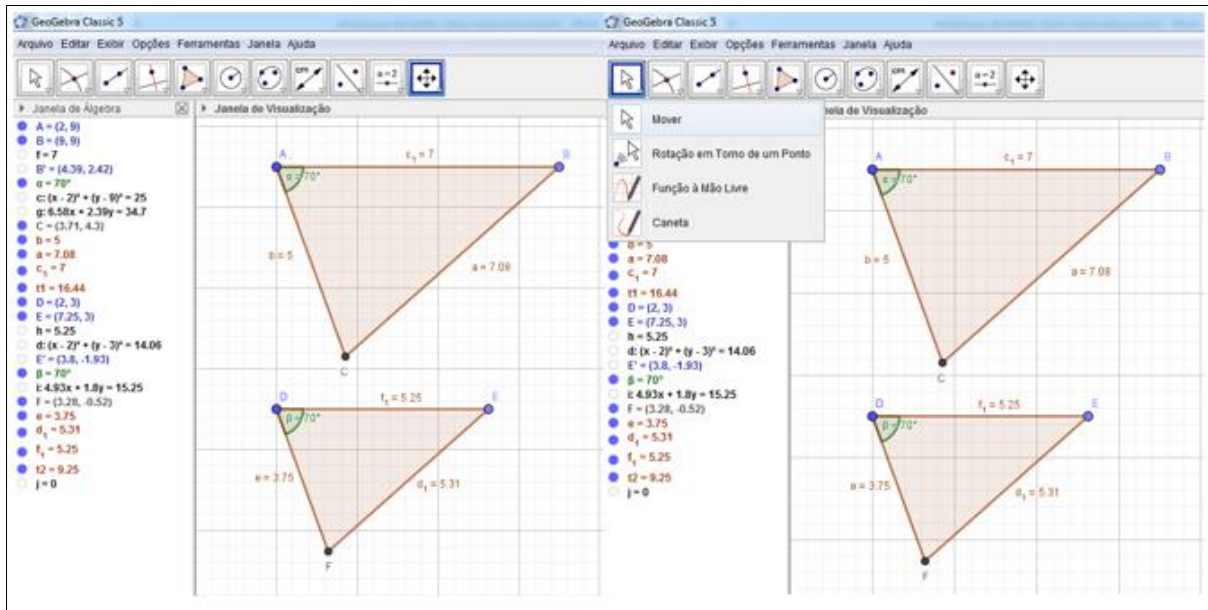 GeoGebra Classic 5
Arquivo Editar Exibir Opções Ferramentas Janela Ajuda
cm
a=2
Janela de Álgebra
Janela de Visualização
A = (2, 9)
B = (9, 9)
f = 7
B' = (4.39, 2.42)
α = 70°
c: (x - 2)² + (y - 9)² = 25
g: 6.58x + 2.39y = 34.7
C = (3.71, 4.3)
b = 5
a = 7.08
c₁ = 7
t1 = 16.44
D = (2, 3)
E = (7.25, 3)
h = 5.25
d: (x - 2)² + (y - 3)² = 14.06
E' = (3.8, -1.93)
β = 70°
i: 4.93x + 1.8y = 15.25
F = (3.28, -0.52)
e = 3.75
d₁ = 5.31
f₁ = 5.25
t2 = 9.25
j = 0
A
c₁ = 7
B
α = 70°
b = 5
a = 7.08
C
D
f₁ = 5.25
E
β = 70°
e = 3.75
d₁ = 5.31
F
GeoGebra Classic 5
Arquivo Editar Exibir Opções Ferramentas Janela Ajuda
cm
a=2
Mover
Rotação em Torno de um Ponto
Função à Mão Livre
Caneta
nela de Visualização
b = 5
a = 7.08
c₁ = 7
t1 = 16.44
D = (2, 3)
E = (7.25, 3)
h = 5.25
d: (x - 2)² + (y - 3)² = 14.06
E' = (3.8, -1.93)
β = 70°
i: 4.93x + 1.8y = 15.25
F = (3.28, -0.52)
e = 3.75
d₁ = 5.31
f₁ = 5.25
t2 = 9.25
j = 0
A
c₁ = 7
B
α = 70°
b = 5
a = 7.08
C
D
f₁ = 5.25
E
β = 70°
e = 3.75
d₁ = 5.31
F